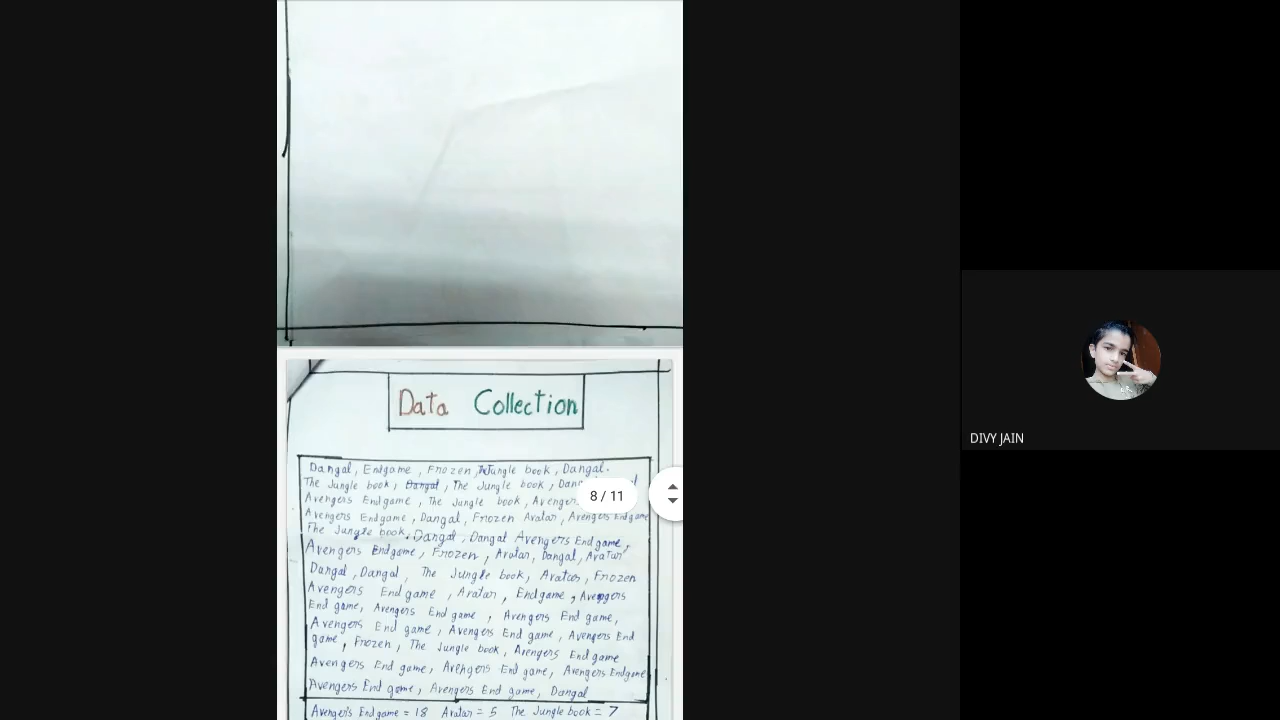 Data Collection
Dangal, Endgame, Frozen, Jungle book, Dangal.
The Jungle book, Dangal, The Jungle book,
Avengers Endgame, The Jungle book,
Avengers Endgame, Dangal, Frozen Avatar, Avengers Endgame
The Jungle book, Dangal, Dangal Avengers End game,
Avengers Endgame, Frozen, Avatar, Dangal, Avatar
Dangal, Dangal, The Jungle book, Avatar, Frozen
Avengers End game, Avatar, Endgame, Avengers
End game, Avengers End game, Avengers End game,
Avengers End game, Avengers End game, Avengers End
game, Frozen, The Jungle book, Avengers End game
Avengers End game, Avengers End game, Avengers Endgame
Avengers End game, Avengers End game, Dangal
Avenger's Endgame = 18 Avatar = 5 The Jungle book = 7
8 / 11
DIVY JAIN